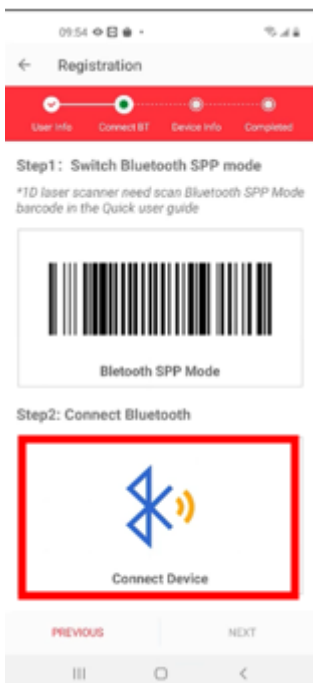 09:54
Registration
User Info Connect BT Device Info Completed
Step1: Switch Bluetooth SPP mode
*1D laser scanner need scan Bluetooth SPP Mode
barcode in the Quick user guide
Bletooth SPP Mode
Step2: Connect Bluetooth
Connect Device
PREVIOUS NEXT